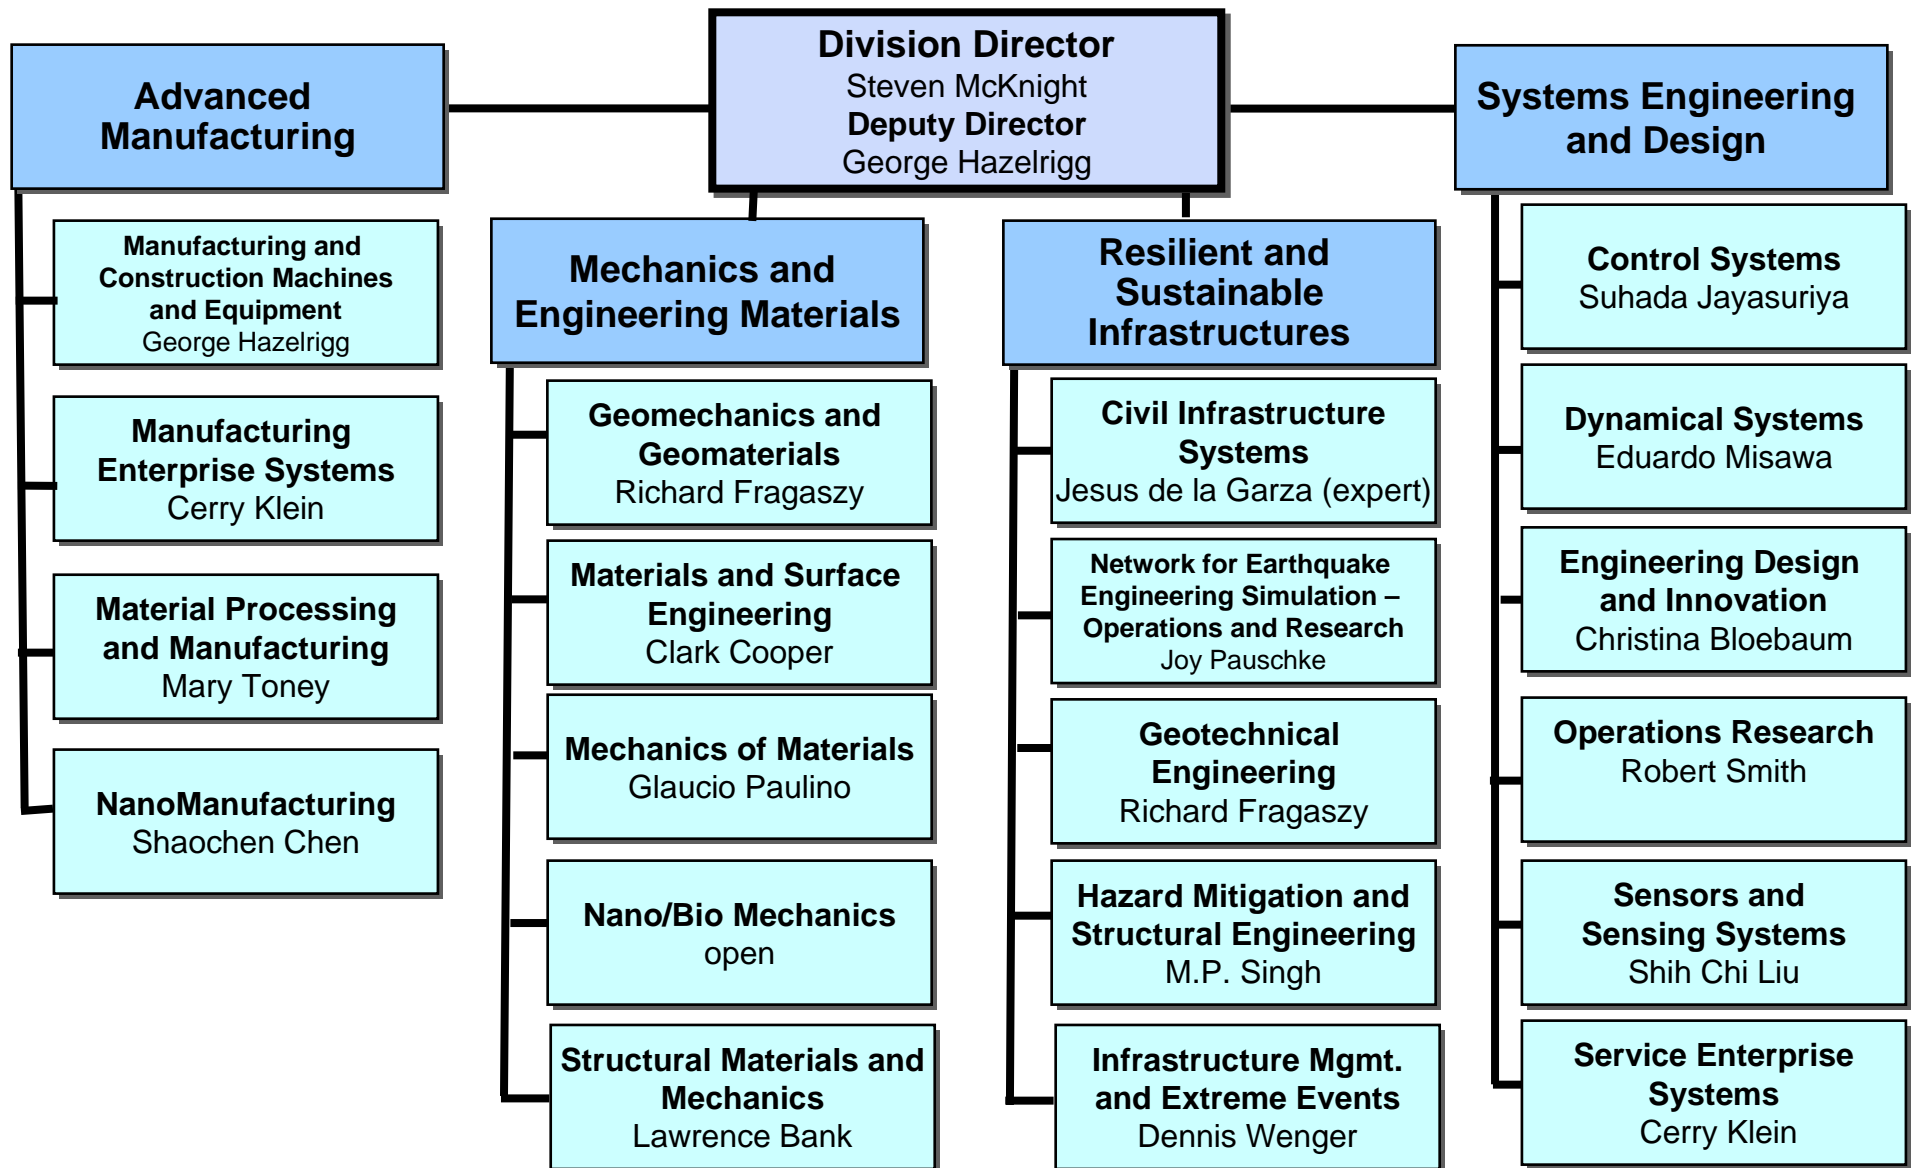 Division Director
Steven McKnight
Deputy Director
George Hazelrigg
Advanced
Manufacturing
Manufacturing and
Construction Machines
and Equipment
George Hazelrigg
Manufacturing
Enterprise Systems
Cerry Klein
Material Processing
and Manufacturing
Mary Toney
NanoManufacturing
Shaochen Chen
Mechanics and
Engineering Materials
Geomechanics and
Geomaterials
Richard Fragaszy
Materials and Surface
Engineering
Clark Cooper
Mechanics of Materials
Glaucio Paulino
Nano/Bio Mechanics
open
Structural Materials and
Mechanics
Lawrence Bank
Resilient and
Sustainable
Infrastructures
Civil Infrastructure
Systems
Jesus de la Garza (expert)
Network for Earthquake
Engineering Simulation –
Operations and Research
Joy Pauschke
Geotechnical
Engineering
Richard Fragaszy
Hazard Mitigation and
Structural Engineering
M.P. Singh
Infrastructure Mgmt.
and Extreme Events
Dennis Wenger
Systems Engineering
and Design
Control Systems
Suhada Jayasuriya
Dynamical Systems
Eduardo Misawa
Engineering Design
and Innovation
Christina Bloebaum
Operations Research
Robert Smith
Sensors and
Sensing Systems
Shih Chi Liu
Service Enterprise
Systems
Cerry Klein